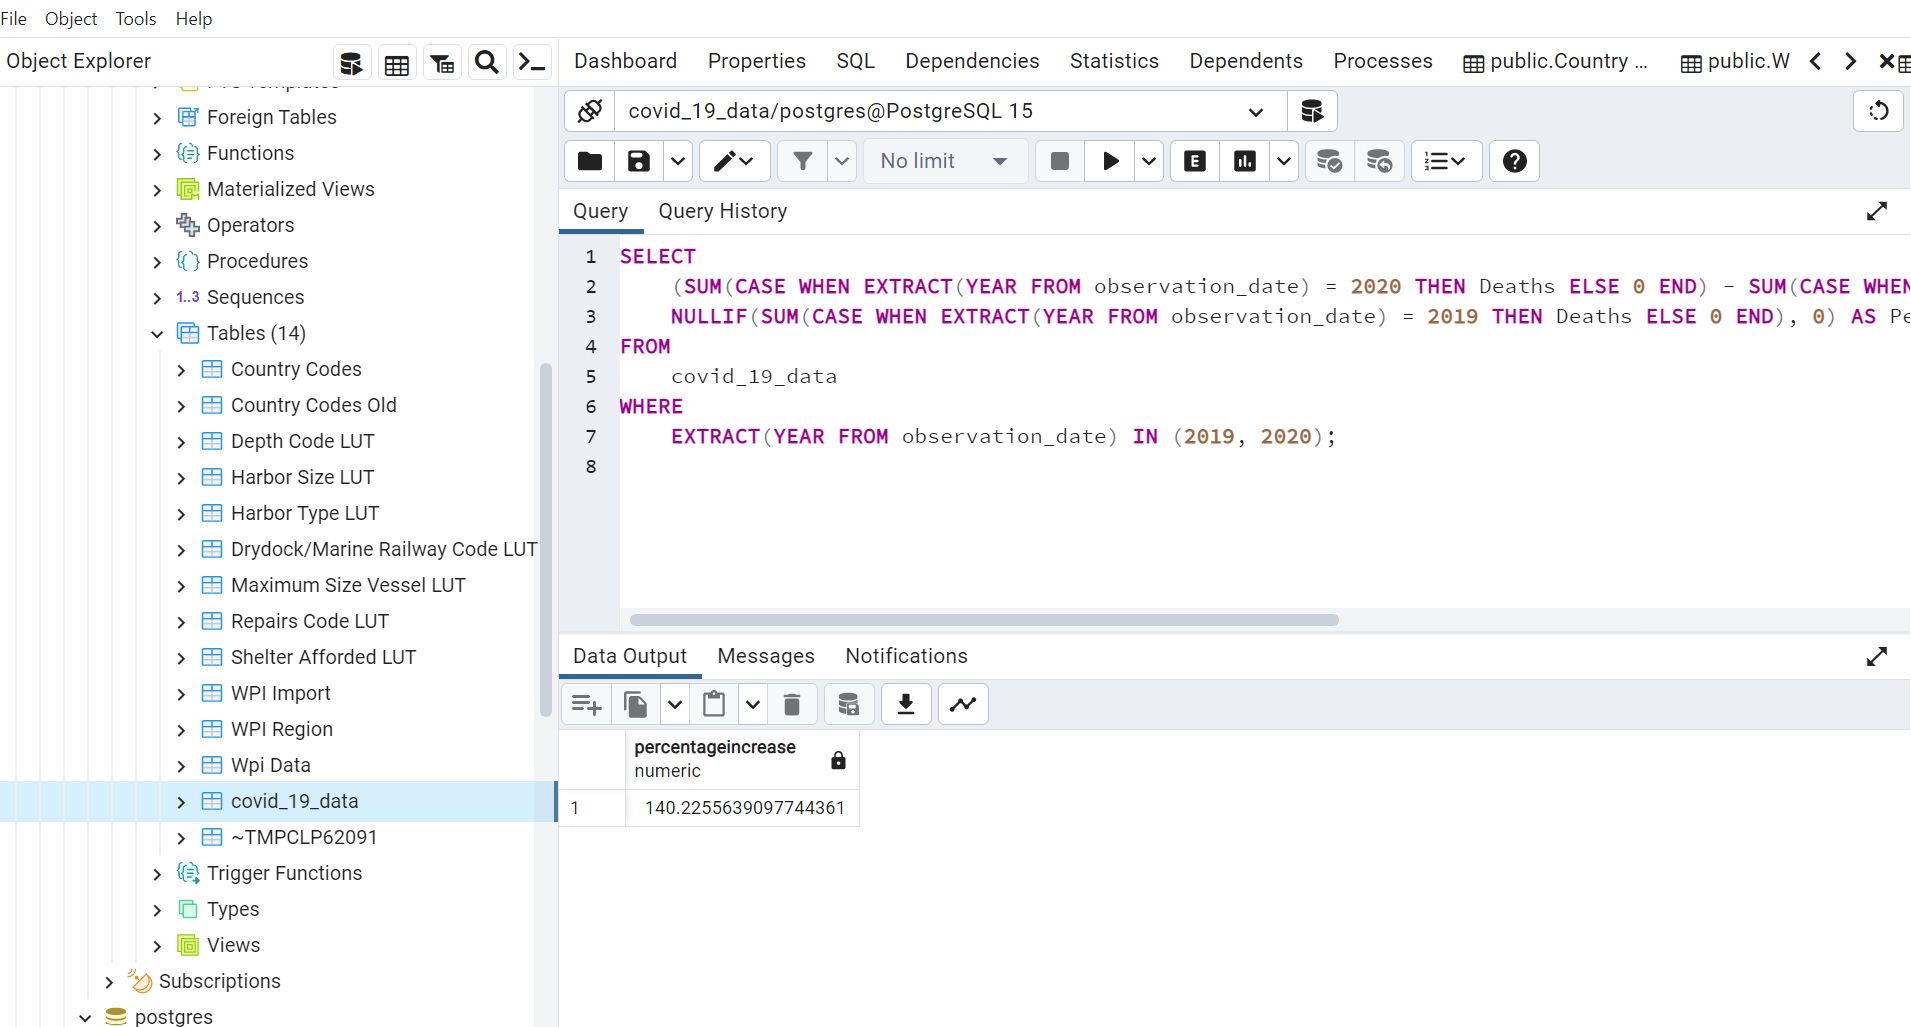 File Object Tools Help
Object Explorer
Foreign Tables
Functions
Materialized Views
Operators
Procedures
1..3 Sequences
Tables (14)
Country Codes
Country Codes Old
Depth Code LUT
Harbor Size LUT
Harbor Type LUT
Drydock/Marine Railway Code LUT
Maximum Size Vessel LUT
Repairs Code LUT
Shelter Afforded LUT
WPI Import
WPI Region
Wpi Data
covid_19_data
~TMPCLP62091
Trigger Functions
Types
Views
Subscriptions
postgres
Dashboard Properties SQL Dependencies Statistics Dependents Processes public.Country ... public.W
covid_19_data/postgres@PostgreSQL 15
No limit E
Query Query History
1 SELECT
2 (SUM(CASE WHEN EXTRACT(YEAR FROM observation_date) = 2020 THEN Deaths ELSE 0 END) - SUM(CASE WHEN
3 NULLIF(SUM(CASE WHEN EXTRACT(YEAR FROM observation_date) = 2019 THEN Deaths ELSE 0 END), 0) AS Pe
4 FROM
5 covid_19_data
6 WHERE
7 EXTRACT(YEAR FROM observation_date) IN (2019, 2020);
8
Data Output Messages Notifications
percentageincrease
numeric
1 140.2255639097744361